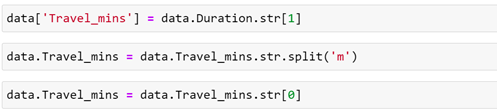 data['Travel_mins'] = data.Duration.str[1]
data.Travel_mins = data.Travel_mins.str.split('m')
data.Travel_mins = data.Travel_mins.str[0]